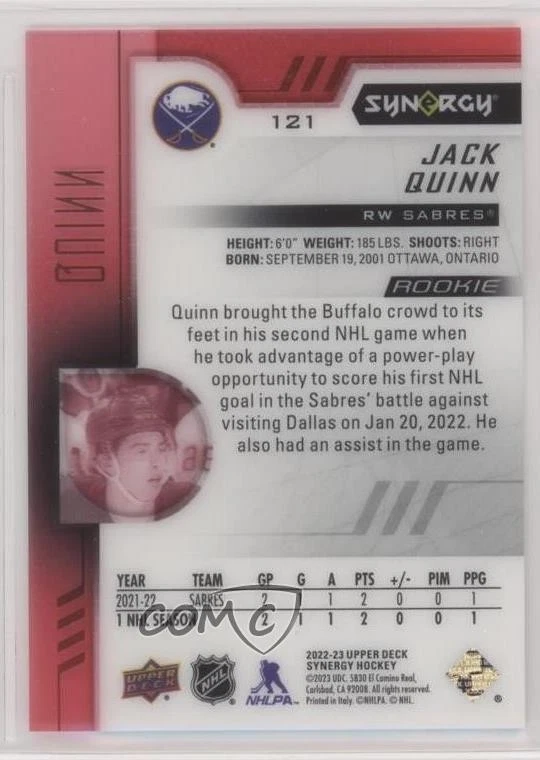 SYNERGY®
121
JACK
QUINN
QUINN
RW SABRES®
HEIGHT: 6'0" WEIGHT: 185 LBS. SHOOTS: RIGHT
BORN: SEPTEMBER 19, 2001 OTTAWA, ONTARIO
ROOKIE
Quinn brought the Buffalo crowd to its
feet in his second NHL game when
he took advantage of a power-play
opportunity to score his first NHL
goal in the Sabres' battle against
visiting Dallas on Jan 20, 2022. He
also had an assist in the game.
YEAR TEAM GP G A PTS +/- PIM PPG
2021-22 SABRES 2 1 1 2 0 0 1
1 NHL SEASON 2 1 1 2 0 0 1
COMC
UPPER DECK
NHL
NHLPA
2022-23 UPPER DECK
SYNERGY HOCKEY
©2023 UDC. 5830 El Camino Real,
Carlsbad, CA 92008. All rights reserved.
Printed in Italy. ©NHLPA. © NHL.